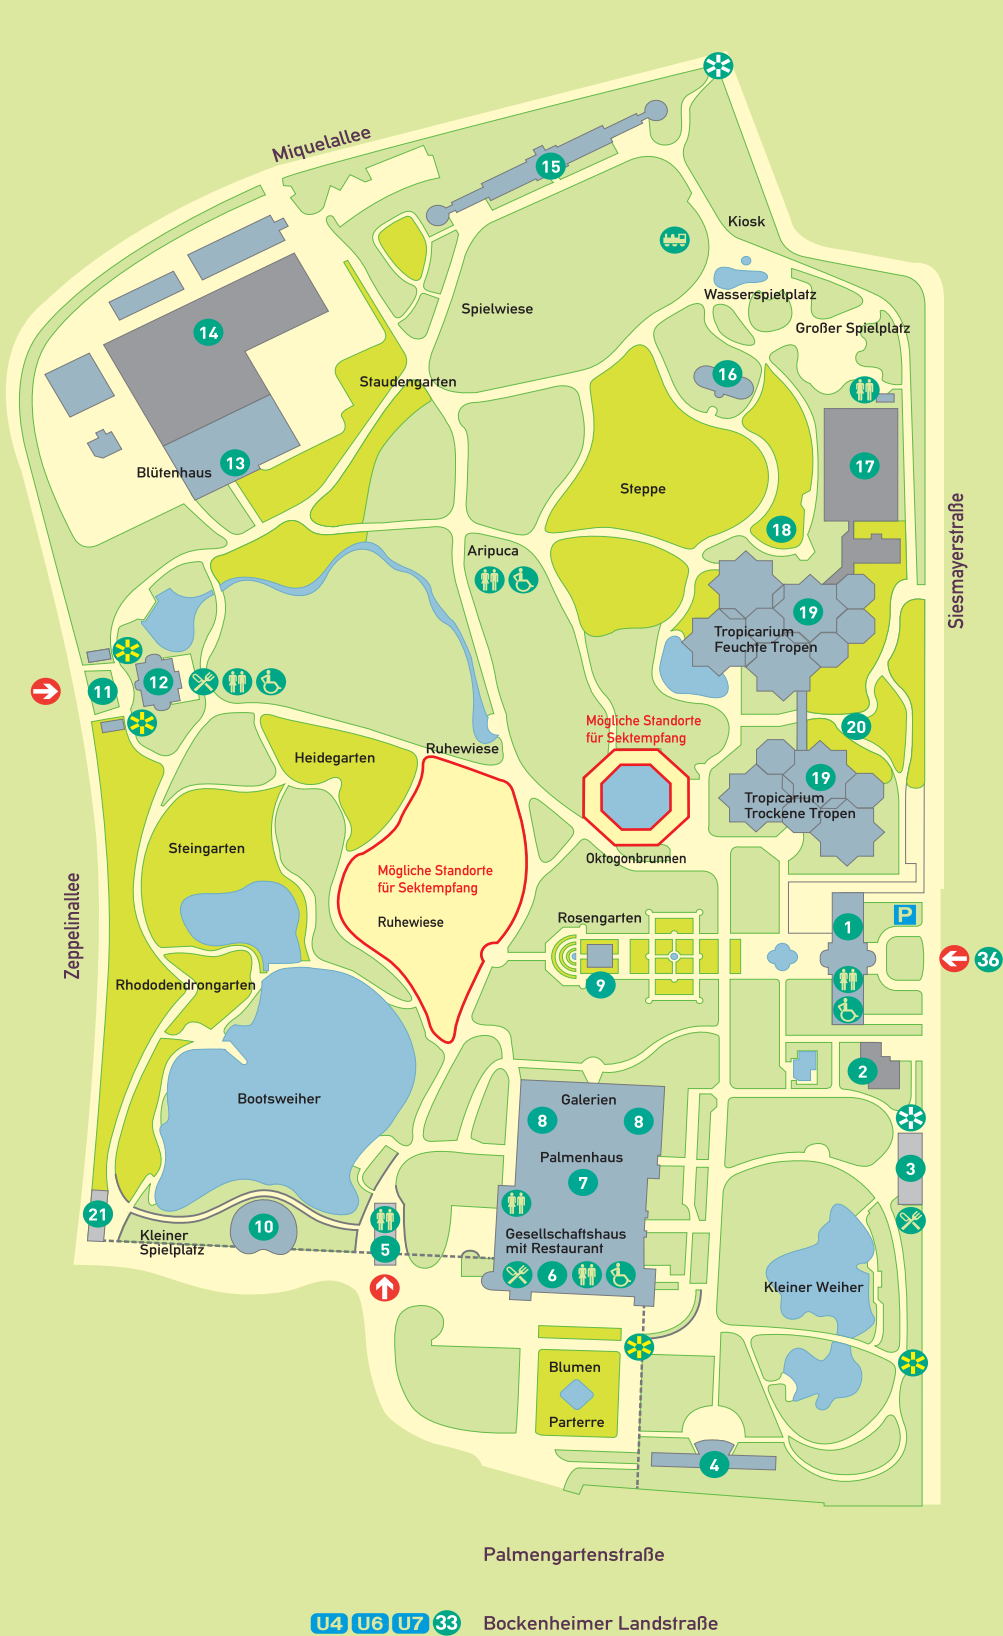 Miquelallee
15
Kiosk
Wasserspielplatz
Spielwiese
Großer Spielplatz
14
16
Staudengarten
Blütenhaus
13
17
Steppe
18
Siesmayerstraße
Aripuca
19
Tropicarium
Feuchte Tropen
11
12
Mögliche Standorte
für Sektempfang
20
Ruhewiese
Heidegarten
19
Tropicarium
Trockene Tropen
Steingarten
Oktogonbrunnen
Mögliche Standorte
für Sektempfang
Ruhewiese
Zeppelinallee
Rosengarten
P
1
36
9
Rhododendrongarten
2
Bootsweiher
Galerien
8
8
Palmenhaus
7
3
21
10
Kleiner
Spielplatz
5
Gesellschaftshaus
mit Restaurant
6
Kleiner Weiher
Blumen
Parterre
4
Palmengartenstraße
U4 U6 U7 33 Bockenheimer Landstraße